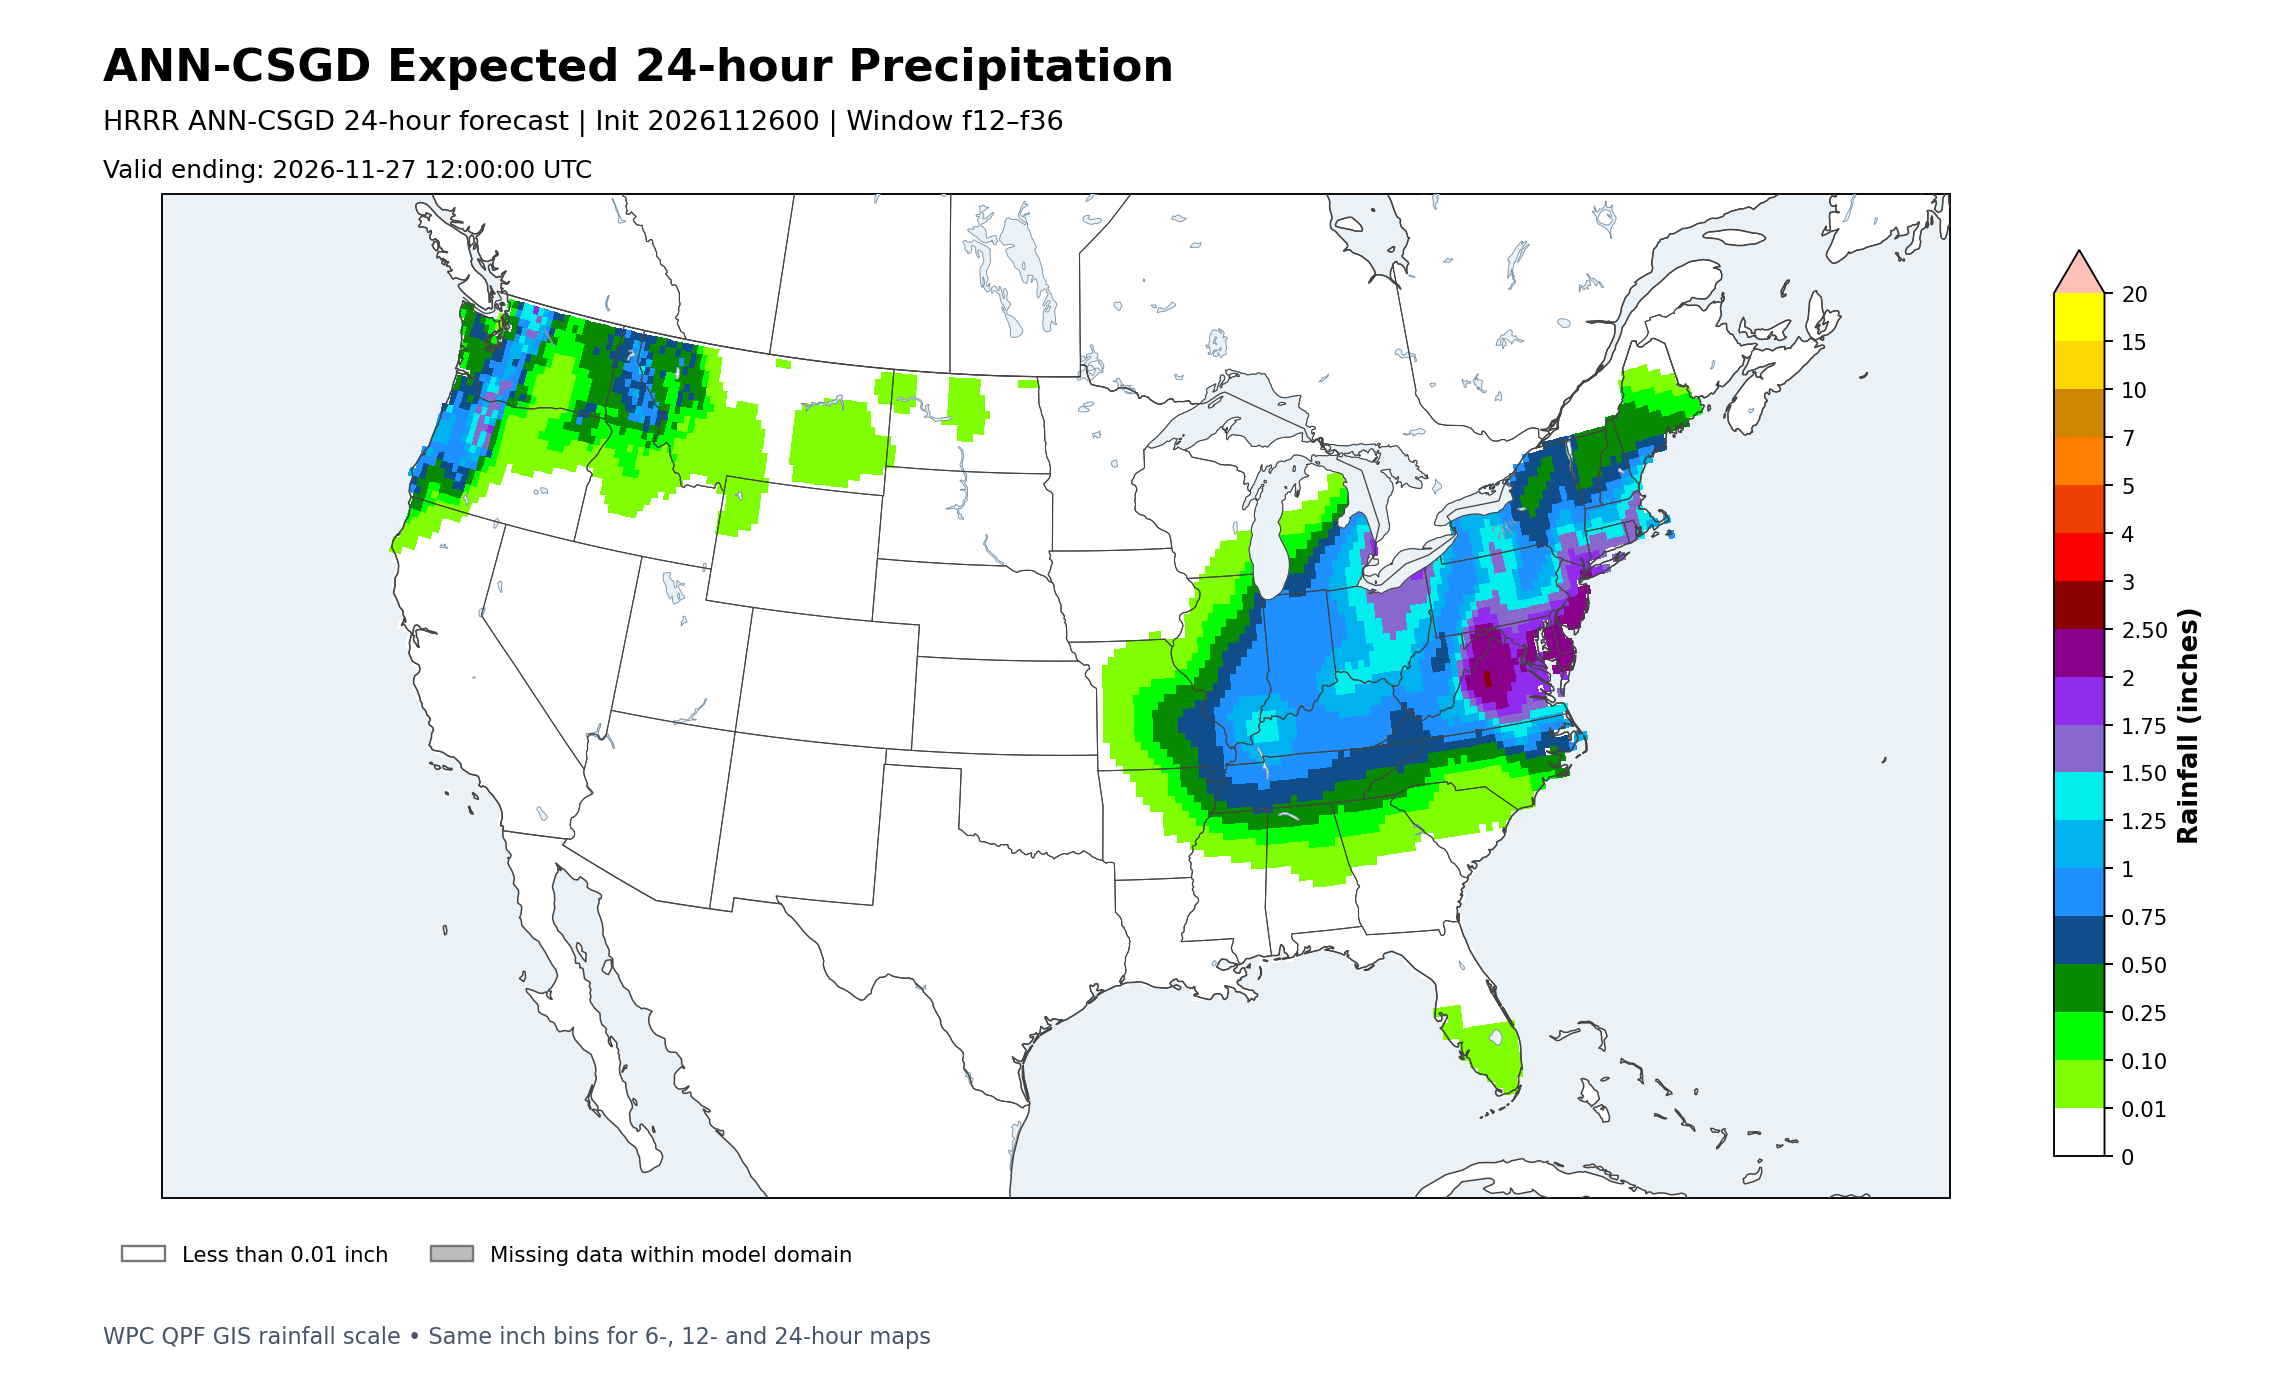 ANN-CSGD Expected 24-hour Precipitation
HRRR ANN-CSGD 24-hour forecast | Init 2026112600 | Window f12–f36
Valid ending: 2026-11-27 12:00:00 UTC
20
15
10
7
5
4
3
2.50
2
1.75
1.50
1.25
1
0.75
0.50
0.25
0.10
0.01
0
Rainfall (inches)
Less than 0.01 inch
Missing data within model domain
WPC QPF GIS rainfall scale • Same inch bins for 6-, 12- and 24-hour maps